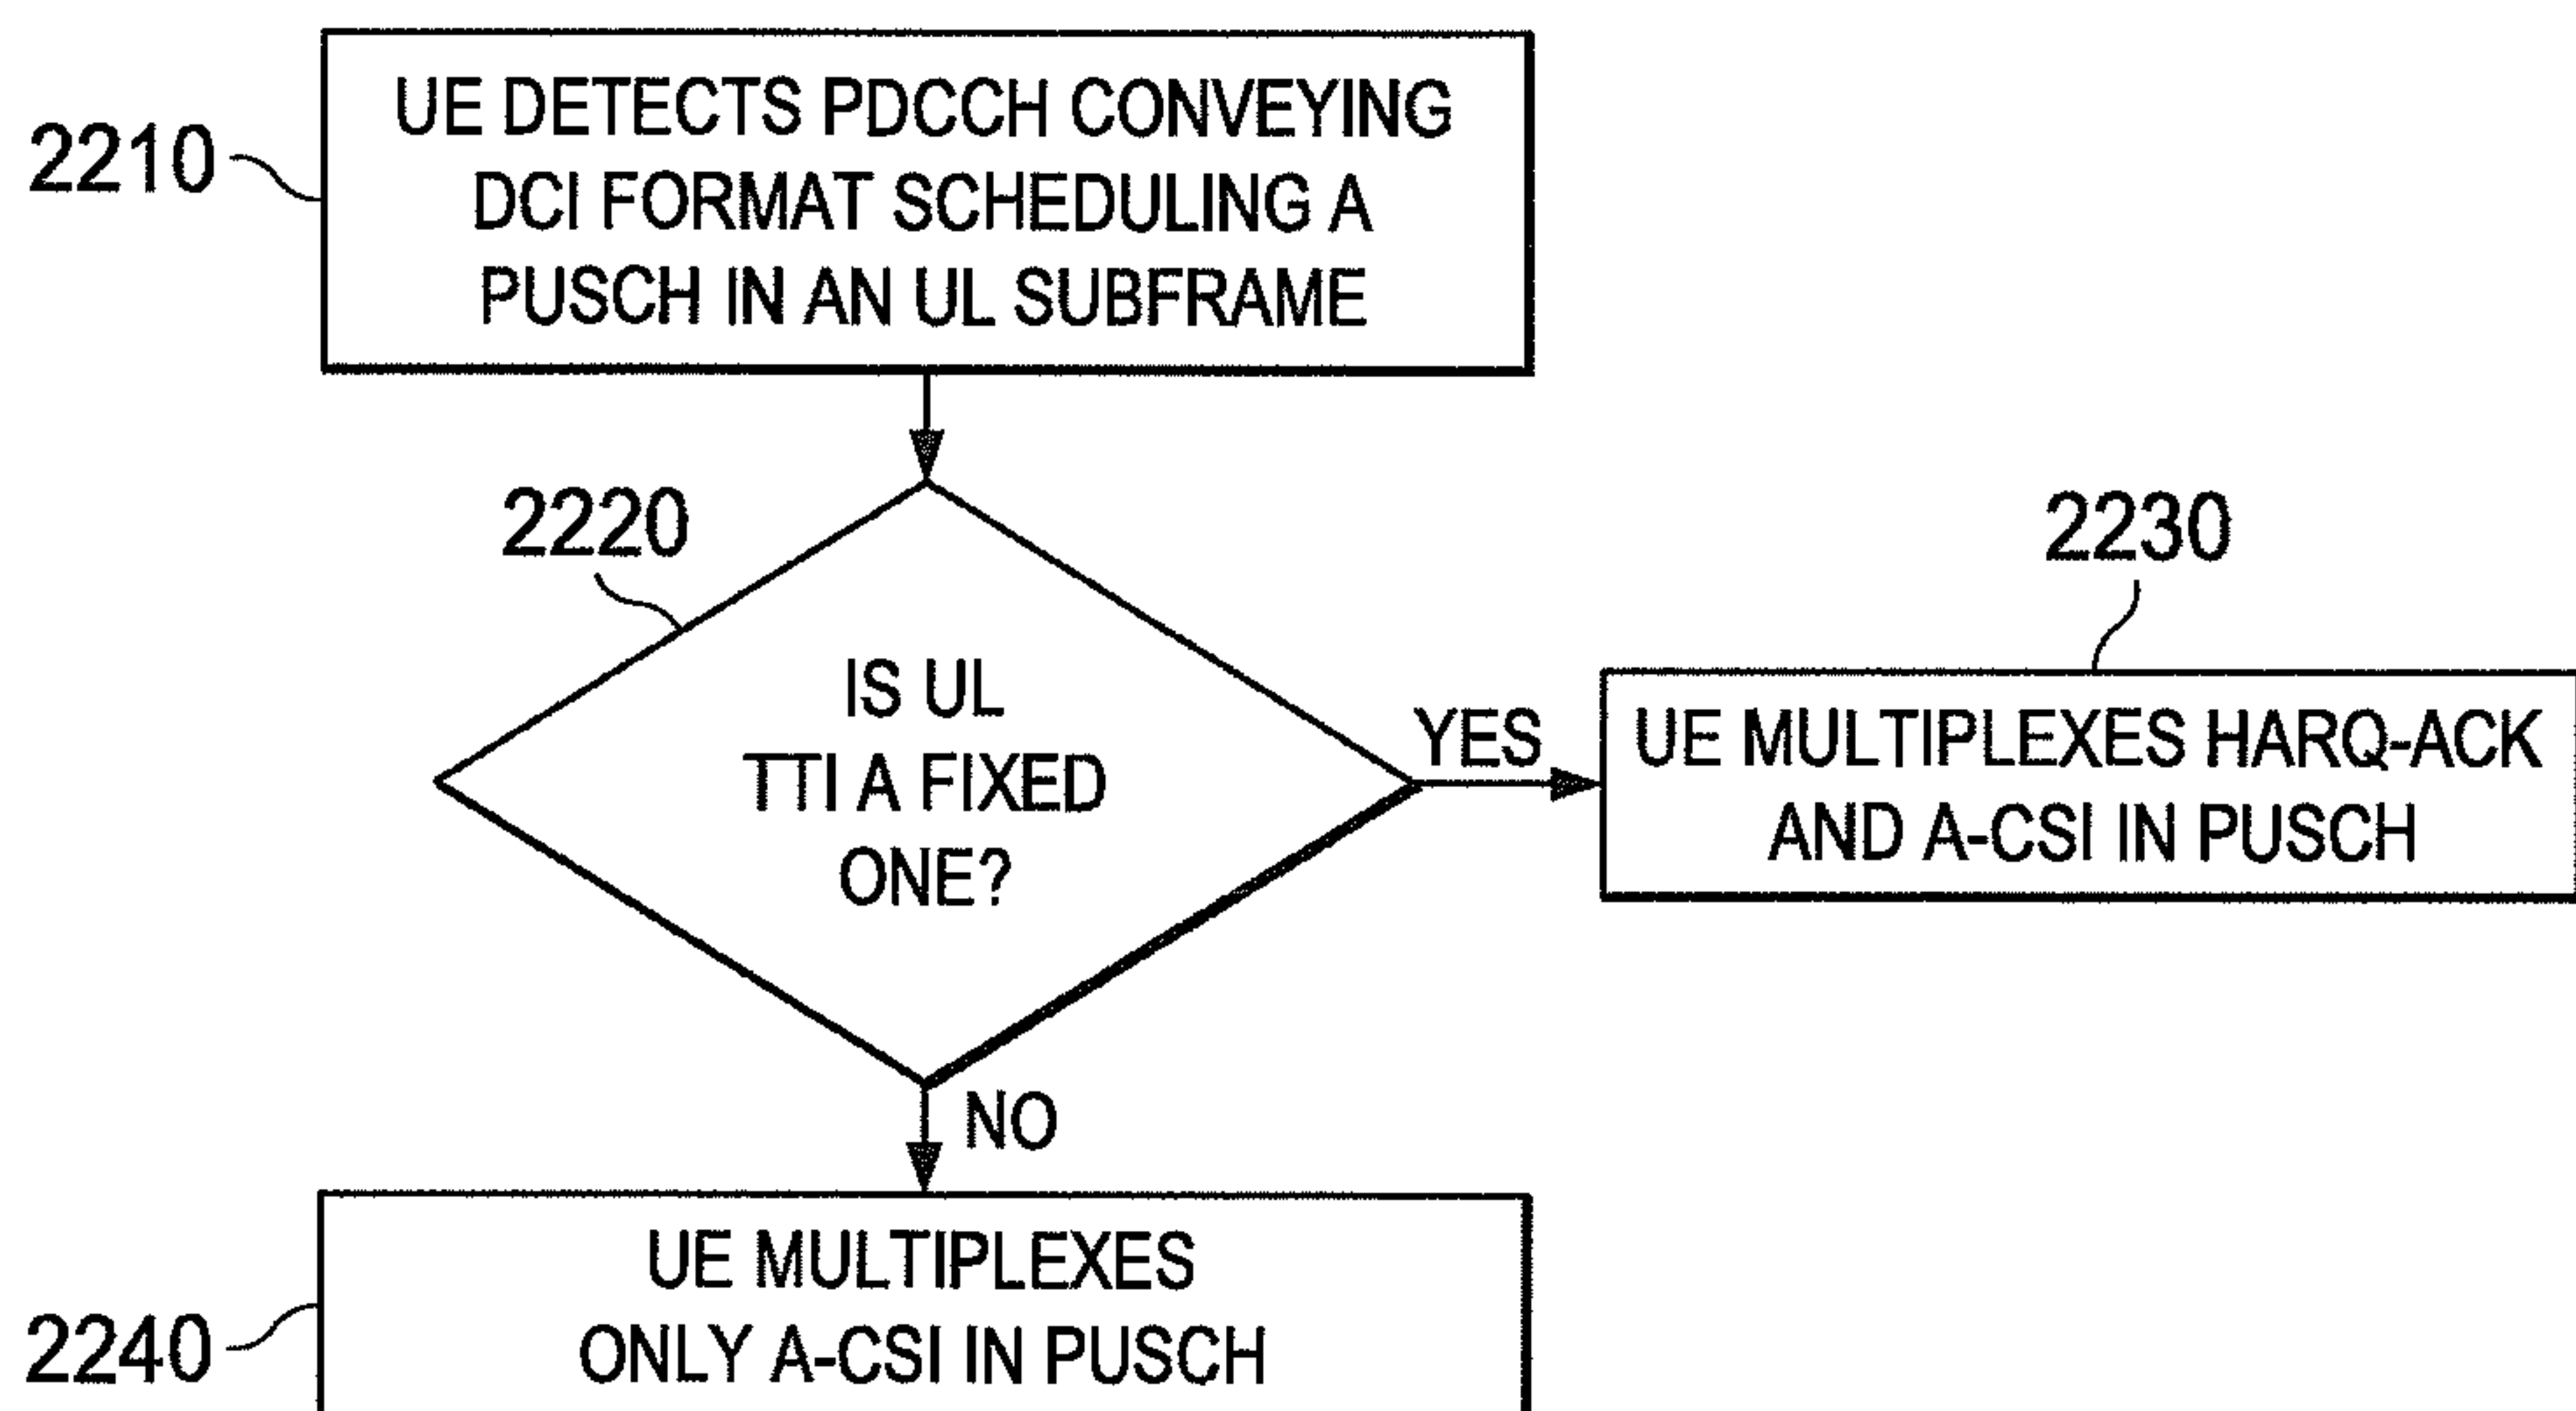 2210
UE DETECTS PDCCH CONVEYING
DCI FORMAT SCHEDULING A
PUSCH IN AN UL SUBFRAME
2220
IS UL
TTI A FIXED
ONE?
YES
2230
UE MULTIPLEXES HARQ-ACK
AND A-CSI IN PUSCH
NO
2240
UE MULTIPLEXES
ONLY A-CSI IN PUSCH